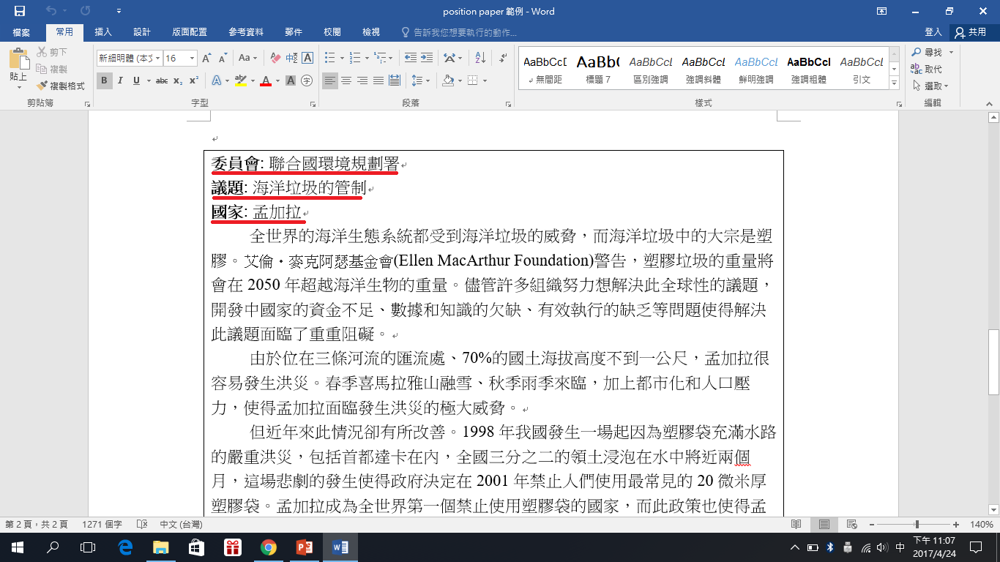 position paper 範例 - Word
檔案 常用 插入 設計 版面配置 參考資料 郵件 校閱 檢視 告訴我您想要執行的動作... 登入 共用
貼上 剪下 複製 複製格式
新細明體 (本文 16
AaBbCcD AaBb( AaBbCcl AaBbCcl AaBbCcl AaBbCcl AaBbCcl
無間距 標題 7 區別強調 強調斜體 鮮明強調 強調粗體 引文
尋找 取代 選取
剪貼簿 字型 段落 樣式 編輯
委員會: 聯合國環境規劃署
議題: 海洋垃圾的管制
國家: 孟加拉
全世界的海洋生態系統都受到海洋垃圾的威脅，而海洋垃圾中的大宗是塑
膠。艾倫・麥克阿瑟基金會(Ellen MacArthur Foundation)警告，塑膠垃圾的重量將
會在 2050 年超越海洋生物的重量。儘管許多組織努力想解決此全球性的議題，
開發中國家的資金不足、數據和知識的欠缺、有效執行的缺乏等問題使得解決
此議題面臨了重重阻礙。
由於位在三條河流的匯流處、70%的國土海拔高度不到一公尺，孟加拉很
容易發生洪災。春季喜馬拉雅山融雪、秋季雨季來臨，加上都市化和人口壓
力，使得孟加拉面臨發生洪災的極大威脅。
但近年來此情況卻有所改善。1998 年我國發生一場起因為塑膠袋充滿水路
的嚴重洪災，包括首都達卡在內，全國三分之二的領土浸泡在水中將近兩個
月，這場悲劇的發生使得政府決定在 2001 年禁止人們使用最常見的 20 微米厚
塑膠袋。孟加拉成為全世界第一個禁止使用塑膠袋的國家，而此政策也使得孟
第 2 頁，共 2 頁 1271 個字 中文 (台灣) 140%
中 下午 11:07
2017/4/24